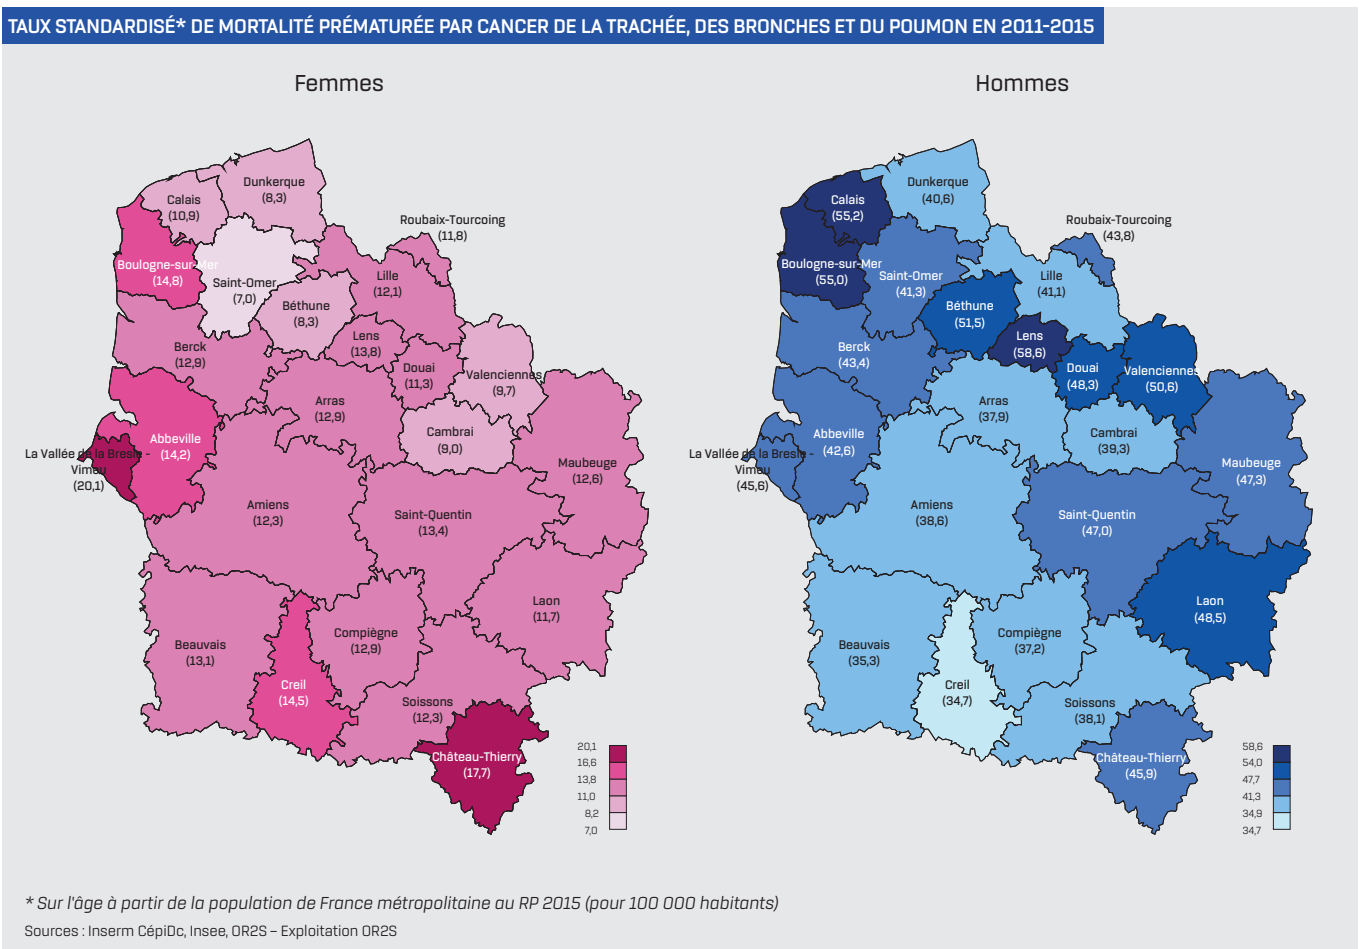 TAUX STANDARDISÉ* DE MORTALITÉ PRÉMATURÉE PAR CANCER DE LA TRACHÉE, DES BRONCHES ET DU POUMON EN 2011-2015
Femmes
Dunkerque
(8,3)
Calais
(10,9)
Roubaix-Tourcoing
(11,8)
Boulogne-sur-Mer
(14,8)
Saint-Omer
(7,0)
Lille
(12,1)
Béthune
(8,3)
Lens
(13,8)
Berck
(12,9)
Douai
(11,3)
Valenciennes
(9,7)
Arras
(12,9)
Cambrai
(9,0)
Abbeville
(14,2)
La Vallée de la Bresle -
Vimeu
(20,1)
Maubeuge
(12,6)
Amiens
(12,3)
Saint-Quentin
(13,4)
Laon
(11,7)
Beauvais
(13,1)
Compiègne
(12,9)
Creil
(14,5)
Soissons
(12,3)
Château-Thierry
(17,7)
20,1
16,6
13,8
11,0
8,2
7,0
Hommes
Dunkerque
(40,6)
Calais
(55,2)
Roubaix-Tourcoing
(43,8)
Boulogne-sur-Mer
(55,0)
Saint-Omer
(41,3)
Lille
(41,1)
Béthune
(51,5)
Lens
(58,6)
Berck
(43,4)
Douai
(48,3)
Valenciennes
(50,6)
Arras
(37,9)
Cambrai
(39,3)
Abbeville
(42,6)
La Vallée de la Bresle -
Vimeu
(45,6)
Maubeuge
(47,3)
Amiens
(38,6)
Saint-Quentin
(47,0)
Laon
(48,5)
Beauvais
(35,3)
Compiègne
(37,2)
Creil
(34,7)
Soissons
(38,1)
Château-Thierry
(45,9)
58,6
54,0
47,7
41,3
34,9
34,7
* Sur l'âge à partir de la population de France métropolitaine au RP 2015 (pour 100 000 habitants)
Sources : Inserm CépiDc, Insee, OR2S – Exploitation OR2S